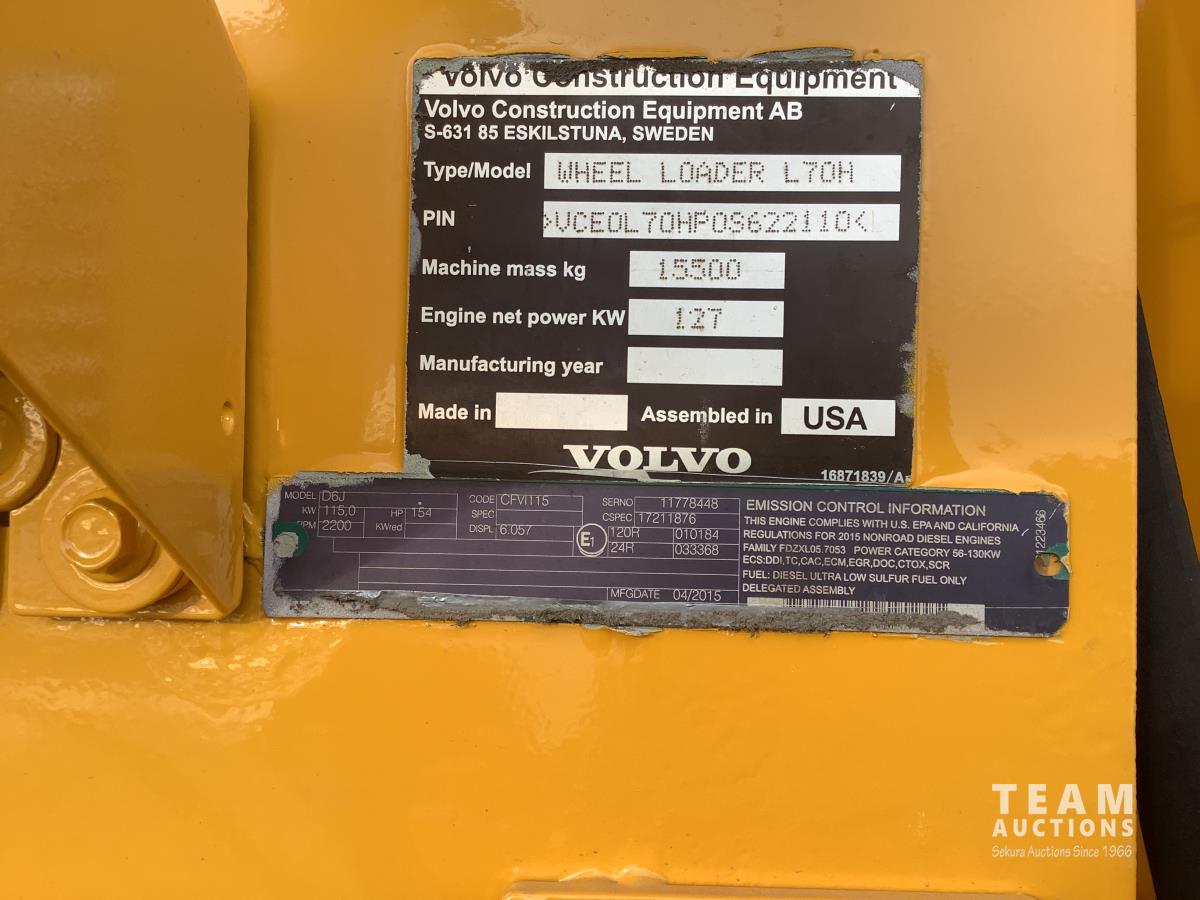 Volvo Construction Equipment
Volvo Construction Equipment AB
S-631 85 ESKILSTUNA, SWEDEN
Type/Model WHEEL LOADER L70H
PIN >VCE0L70HP0S622110<
Machine mass kg 15500
Engine net power KW 127
Manufacturing year
Made in Assembled in USA
VOLVO
16871839/A
MODEL D6J CODE CFVI115 SERNO 11778448
KW 115,0 HP 154 SPEC CSPEC 17211876
RPM 2200 KWred DISPL 6.057 E1 120R 010184
24R 033368
MFGDATE 04/2015
EMISSION CONTROL INFORMATION
THIS ENGINE COMPLIES WITH U.S. EPA AND CALIFORNIA
REGULATIONS FOR 2015 NONROAD DIESEL ENGINES
FAMILY FDZXL05.7053 POWER CATEGORY 56-130KW
ECS:DDI,TC,CAC,ECM,EGR,DOC,CTOX,SCR
FUEL: DIESEL ULTRA LOW SULFUR FUEL ONLY
DELEGATED ASSEMBLY
TEAM
AUCTIONS
Sekura Auctions Since 1966